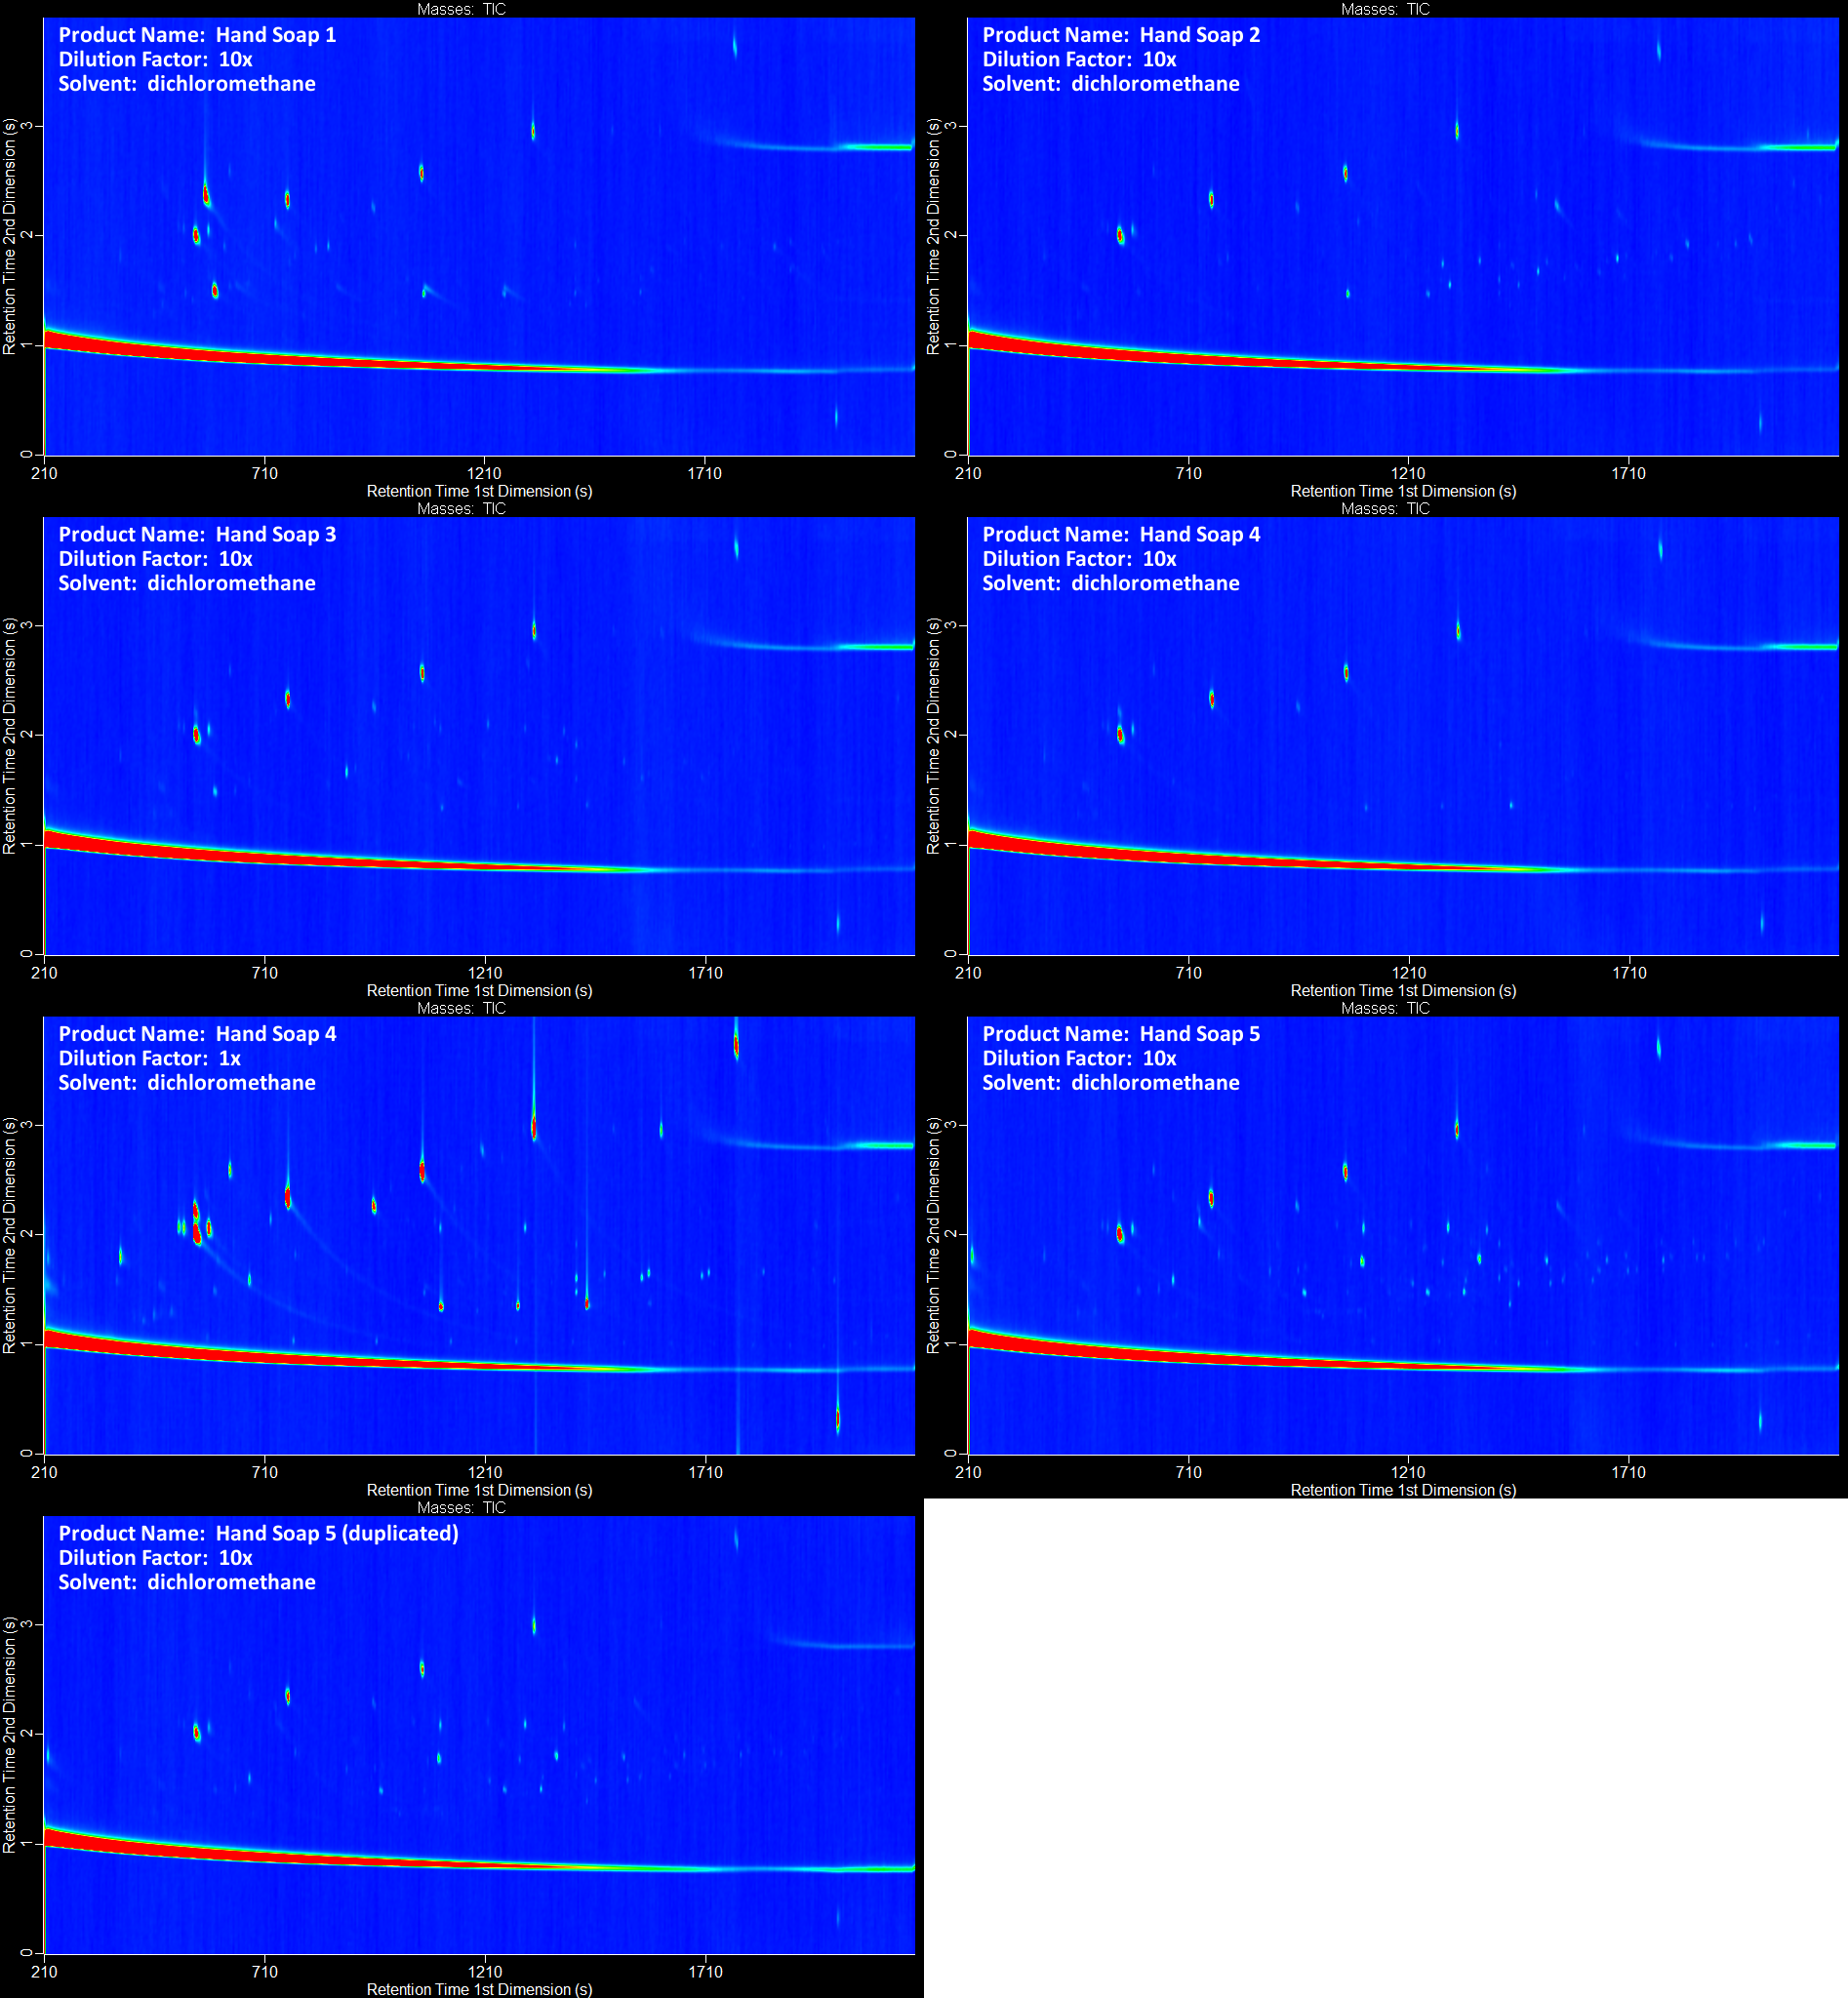 Masses: TIC
Product Name: Hand Soap 1
Dilution Factor: 10x
Solvent: dichloromethane
Retention Time 2nd Dimension (s)
3
2
1
0
210 710 1210 1710
Retention Time 1st Dimension (s)
Masses: TIC
Product Name: Hand Soap 2
Dilution Factor: 10x
Solvent: dichloromethane
Retention Time 2nd Dimension (s)
3
2
1
0
210 710 1210 1710
Retention Time 1st Dimension (s)
Masses: TIC
Product Name: Hand Soap 3
Dilution Factor: 10x
Solvent: dichloromethane
Retention Time 2nd Dimension (s)
3
2
1
0
210 710 1210 1710
Retention Time 1st Dimension (s)
Masses: TIC
Product Name: Hand Soap 4
Dilution Factor: 10x
Solvent: dichloromethane
Retention Time 2nd Dimension (s)
3
2
1
0
210 710 1210 1710
Retention Time 1st Dimension (s)
Masses: TIC
Product Name: Hand Soap 4
Dilution Factor: 1x
Solvent: dichloromethane
Retention Time 2nd Dimension (s)
3
2
1
0
210 710 1210 1710
Retention Time 1st Dimension (s)
Masses: TIC
Product Name: Hand Soap 5
Dilution Factor: 10x
Solvent: dichloromethane
Retention Time 2nd Dimension (s)
3
2
1
0
210 710 1210 1710
Retention Time 1st Dimension (s)
Masses: TIC
Product Name: Hand Soap 5 (duplicated)
Dilution Factor: 10x
Solvent: dichloromethane
Retention Time 2nd Dimension (s)
3
2
1
0
210 710 1210 1710
Retention Time 1st Dimension (s)